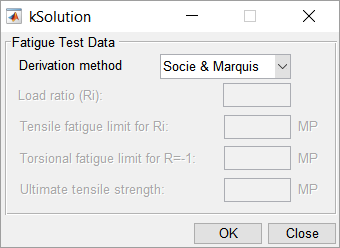 kSolution
Fatigue Test Data
Derivation method Socie & Marquis
Load ratio (Ri):
Tensile fatigue limit for Ri: MP
Torsional fatigue limit for R=-1: MP
Ultimate tensile strength: MP
OK Close